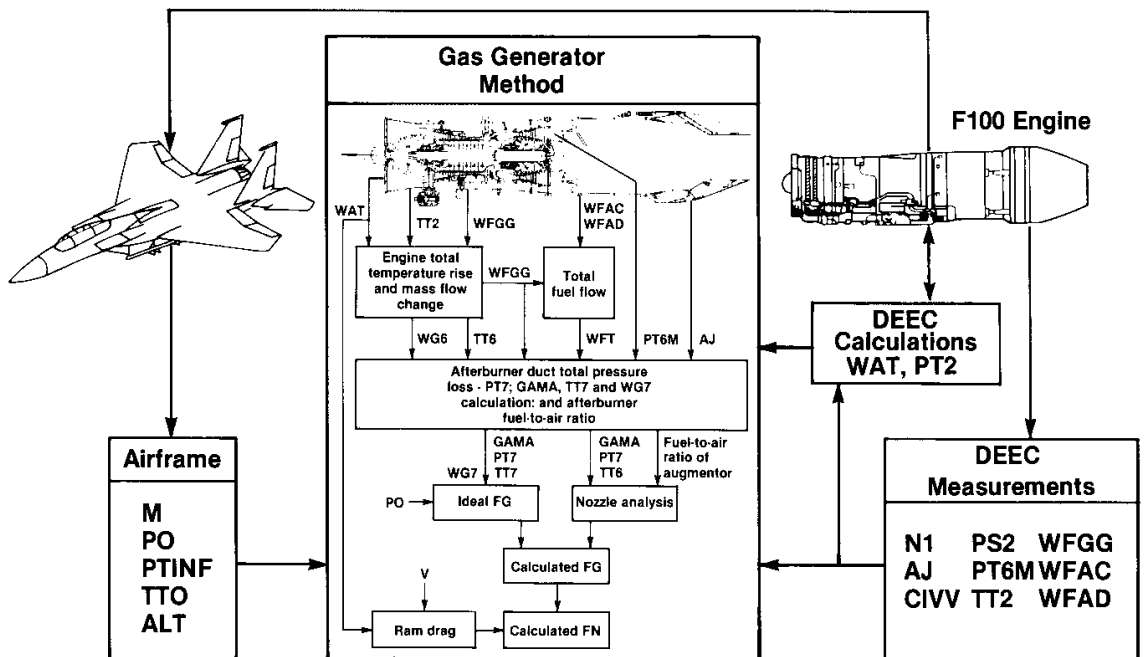 Gas Generator
Method
F100 Engine
WAT
TT2
WFGG
WFAC
WFAD
Engine total
temperature rise
and mass flow
change
WFGG
Total
fuel flow
WG6
TT6
WFT
PT6M
AJ
DEEC
Calculations
WAT, PT2
Afterburner duct total pressure
loss - PT7; GAMA, TT7 and WG7
calculation: and afterburner
fuel-to-air ratio
GAMA
PT7
WG7 TT7
GAMA
PT7
TT6
Fuel-to-air
ratio of
augmentor
Airframe
M
PO
PTINF
TTO
ALT
PO
Ideal FG
Nozzle analysis
Calculated FG
V
Ram drag
Calculated FN
DEEC
Measurements
N1 PS2 WFGG
AJ PT6M WFAC
CIVV TT2 WFAD